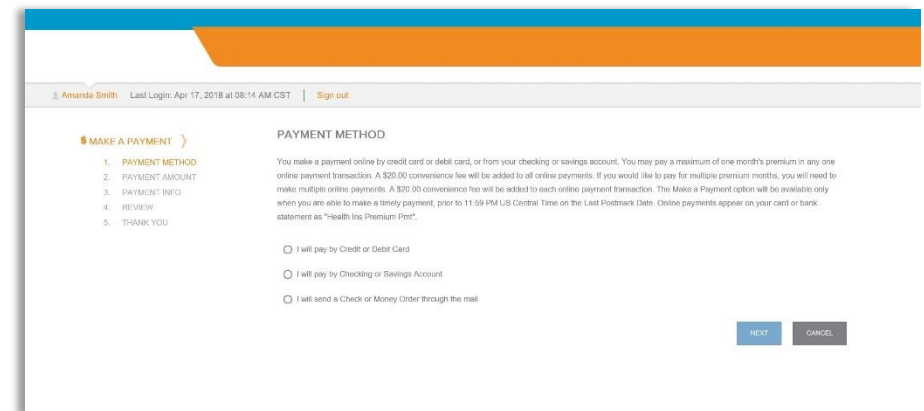 Amanda Smith Last Login: Apr 17, 2018 at 08:14 AM CST | Sign out
$ MAKE A PAYMENT
1. PAYMENT METHOD
2. PAYMENT AMOUNT
3. PAYMENT INFO
4. REVIEW
5. THANK YOU
PAYMENT METHOD
You make a payment online by credit card or debit card, or from your checking or savings account. You may pay a maximum of one month's premium in any one
online payment transaction. A $20.00 convenience fee will be added to all online payments. If you would like to pay for multiple premium months, you will need to
make multiple online payments. A $20.00 convenience fee will be added to each online payment transaction. The Make a Payment option will be available only
when you are able to make a timely payment, prior to 11:59 PM US Central Time on the Last Postmark Date. Online payments appear on your card or bank
statement as "Health Ins Premium Pmt".
I will pay by Credit or Debit Card
I will pay by Checking or Savings Account
I will send a Check or Money Order through the mail
NEXT CANCEL